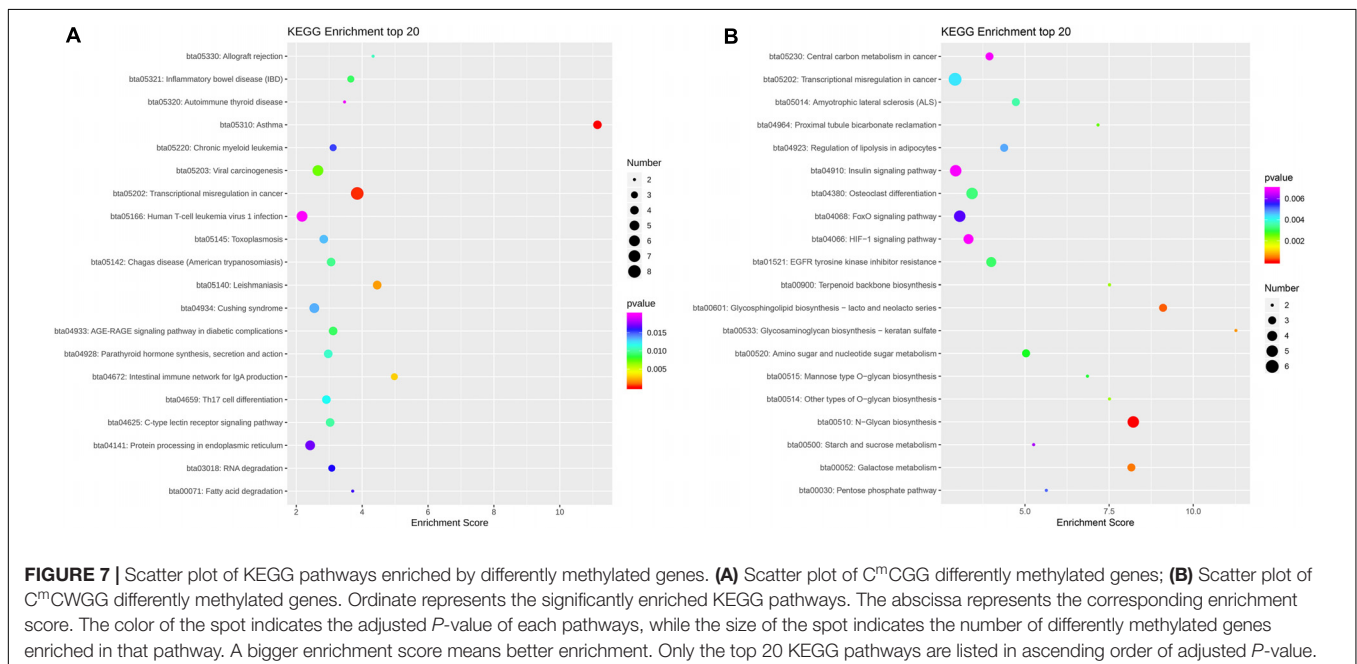 A
KEGG Enrichment top 20
bta05330: Allograft rejection
bta05321: Inflammatory bowel disease (IBD)
bta05320: Autoimmune thyroid disease
bta05310: Asthma
bta05220: Chronic myeloid leukemia
bta05203: Viral carcinogenesis
bta05202: Transcriptional misregulation in cancer
bta05166: Human T-cell leukemia virus 1 infection
bta05145: Toxoplasmosis
bta05142: Chagas disease (American trypanosomiasis)
bta05140: Leishmaniasis
bta04934: Cushing syndrome
bta04933: AGE-RAGE signaling pathway in diabetic complications
bta04928: Parathyroid hormone synthesis, secretion and action
bta04672: Intestinal immune network for IgA production
bta04659: Th17 cell differentiation
bta04625: C-type lectin receptor signaling pathway
bta04141: Protein processing in endoplasmic reticulum
bta03018: RNA degradation
bta00071: Fatty acid degradation
2 4 6 8 10
Enrichment Score
Number
2
3
4
5
6
7
8
pvalue
0.015
0.010
0.005
B
KEGG Enrichment top 20
bta05230: Central carbon metabolism in cancer
bta05202: Transcriptional misregulation in cancer
bta05014: Amyotrophic lateral sclerosis (ALS)
bta04964: Proximal tubule bicarbonate reclamation
bta04923: Regulation of lipolysis in adipocytes
bta04910: Insulin signaling pathway
bta04380: Osteoclast differentiation
bta04068: FoxO signaling pathway
bta04066: HIF−1 signaling pathway
bta01521: EGFR tyrosine kinase inhibitor resistance
bta00900: Terpenoid backbone biosynthesis
bta00601: Glycosphingolipid biosynthesis − lacto and neolacto series
bta00533: Glycosaminoglycan biosynthesis − keratan sulfate
bta00520: Amino sugar and nucleotide sugar metabolism
bta00515: Mannose type O−glycan biosynthesis
bta00514: Other types of O−glycan biosynthesis
bta00510: N−Glycan biosynthesis
bta00500: Starch and sucrose metabolism
bta00052: Galactose metabolism
bta00030: Pentose phosphate pathway
5.0 7.5 10.0
Enrichment Score
pvalue
0.006
0.004
0.002
Number
2
3
4
5
6
FIGURE 7 | Scatter plot of KEGG pathways enriched by differently methylated genes. (A) Scatter plot of CmCGG differently methylated genes; (B) Scatter plot of
CmCWGG differently methylated genes. Ordinate represents the significantly enriched KEGG pathways. The abscissa represents the corresponding enrichment
score. The color of the spot indicates the adjusted P-value of each pathways, while the size of the spot indicates the number of differently methylated genes
enriched in that pathway. A bigger enrichment score means better enrichment. Only the top 20 KEGG pathways are listed in ascending order of adjusted P-value.